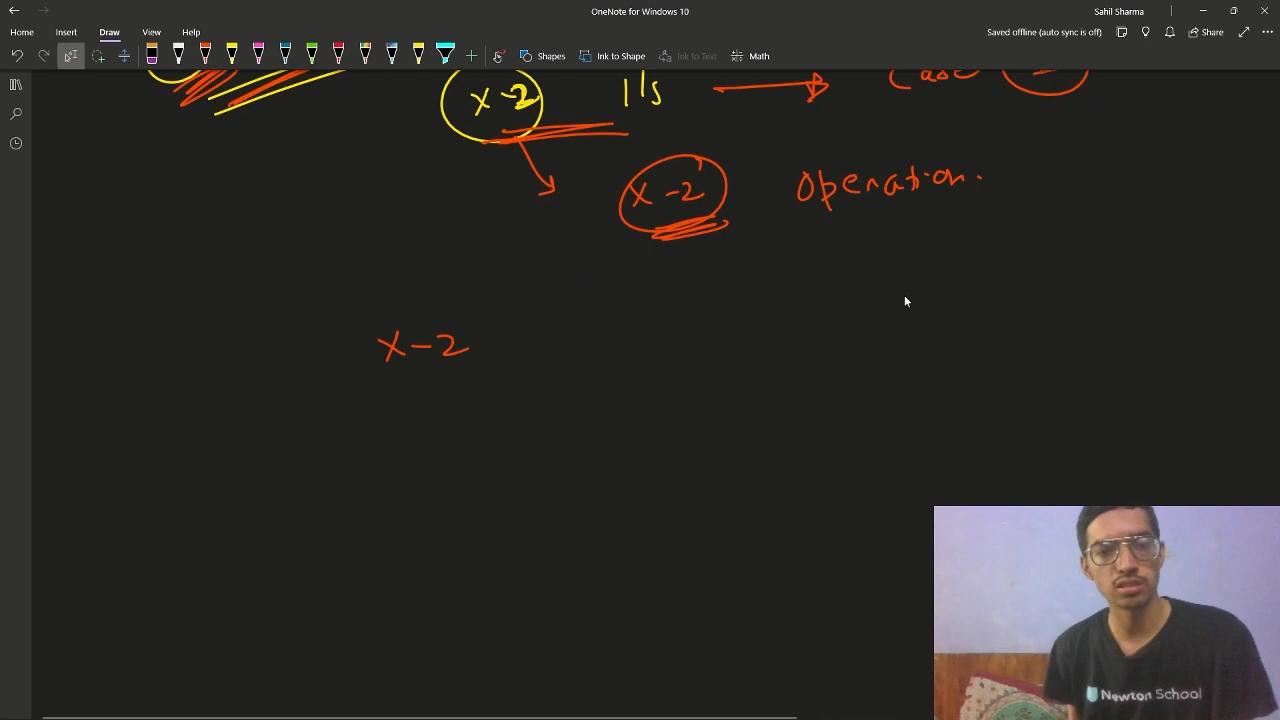 OneNote for Windows 10
Sahil Sharma
Home Insert Draw View Help
Saved offline (auto sync is off)
Share
Shapes Ink to Shape Ink to Text Math
x-2 1's
Case
x-2 Operation.
x-2
Newton School